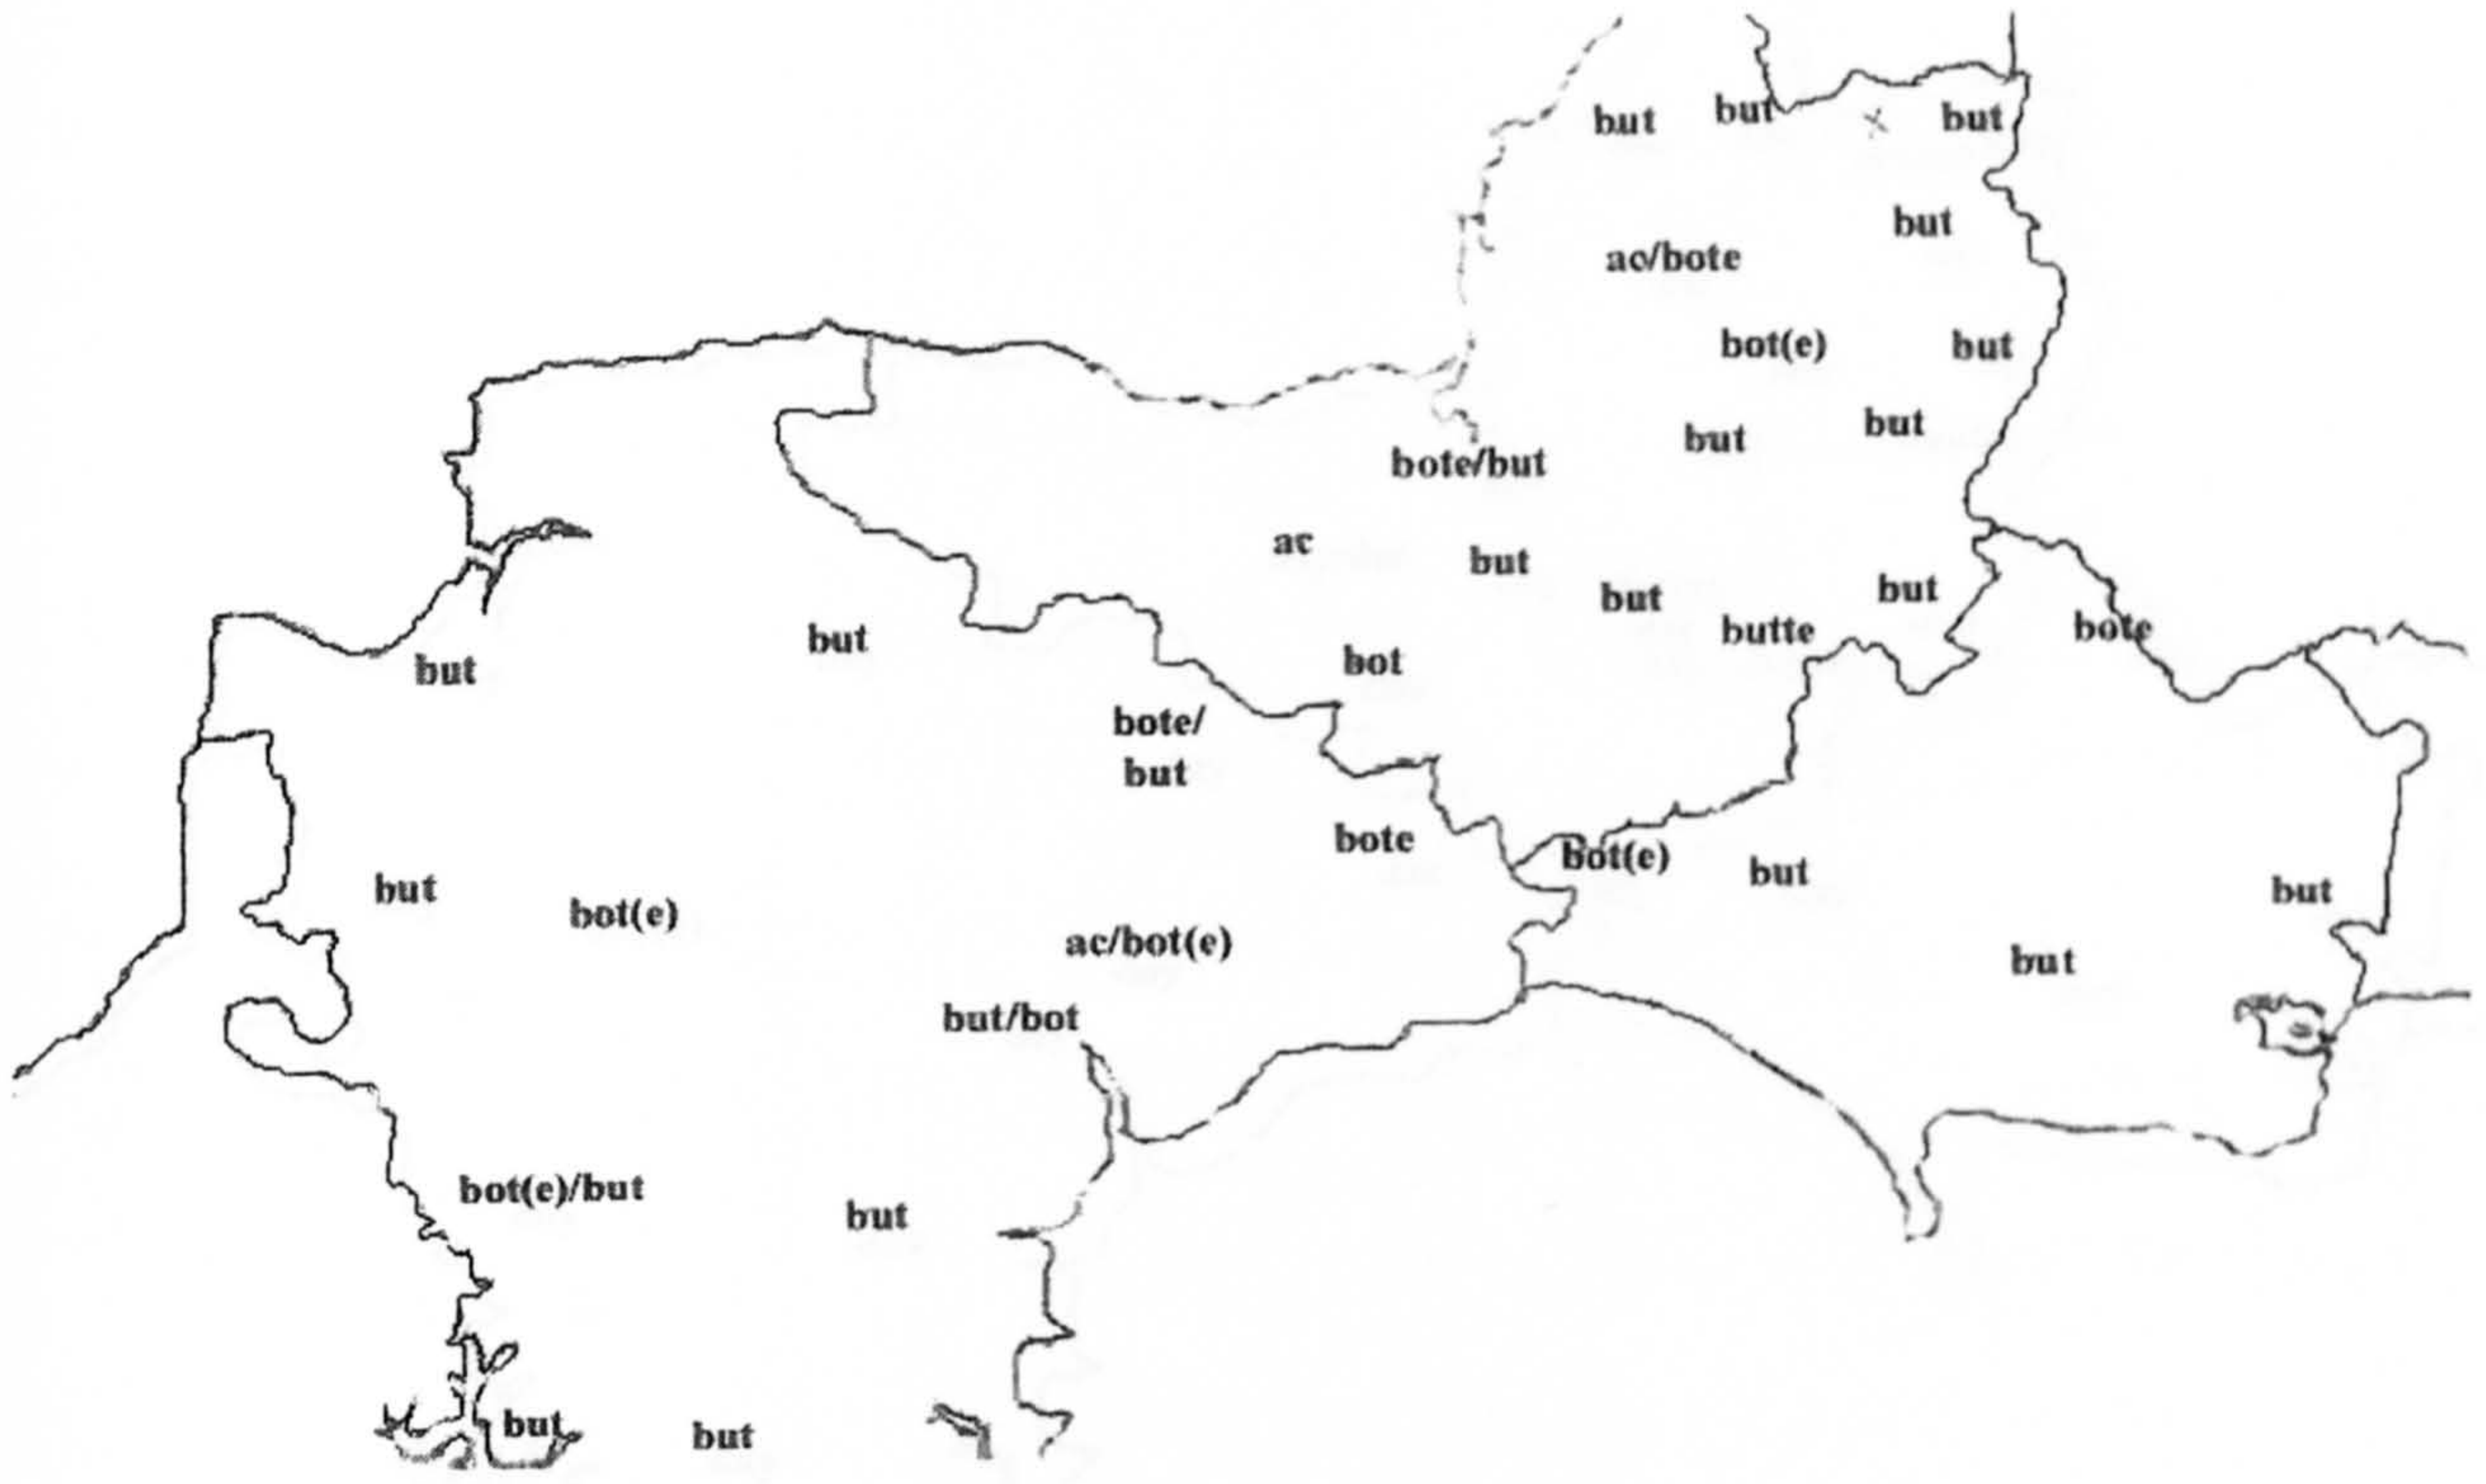 but but but
but
ac/bote
bot(e) but
but but
bote/but
ac but
but but
butte bote
but but
bot
bote/
but
bote
bot(e) but
but bot(e) but
ac/bot(e) but
but/bot
bot(e)/but
but
but but